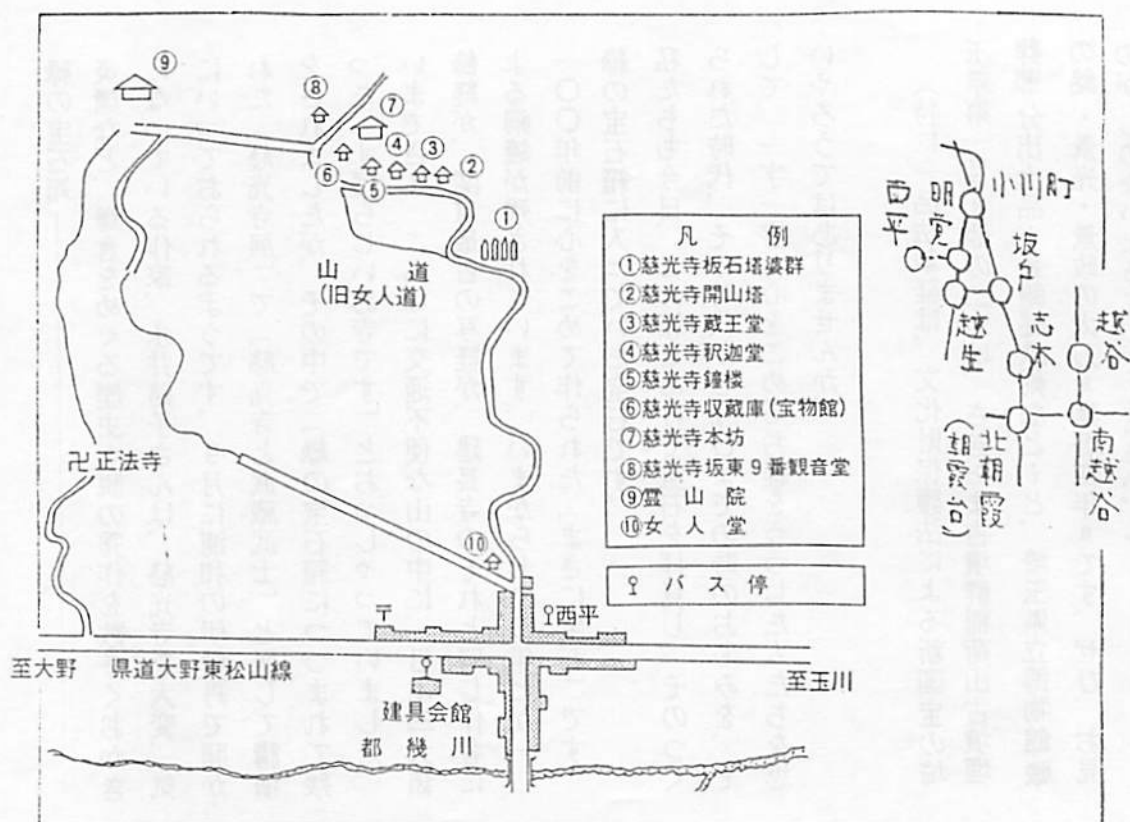 ⑨
⑧
⑦
④
③
②
⑥
⑤
①
山道
(旧女人道)
卍正法寺
⑩
〒
西平
至大野
県道大野東松山線
至玉川
建具会館
都幾川
凡例
①慈光寺板石塔婆群
②慈光寺開山塔
③慈光寺蔵王堂
④慈光寺釈迦堂
⑤慈光寺鐘楼
⑥慈光寺収蔵庫(宝物館)
⑦慈光寺本坊
⑧慈光寺坂東9番観音堂
⑨霊山院
⑩女人堂
バス停
小川町
明覚
西平
坂戸
越生
志木
越谷
北朝霞
(朝霞台)
南越谷